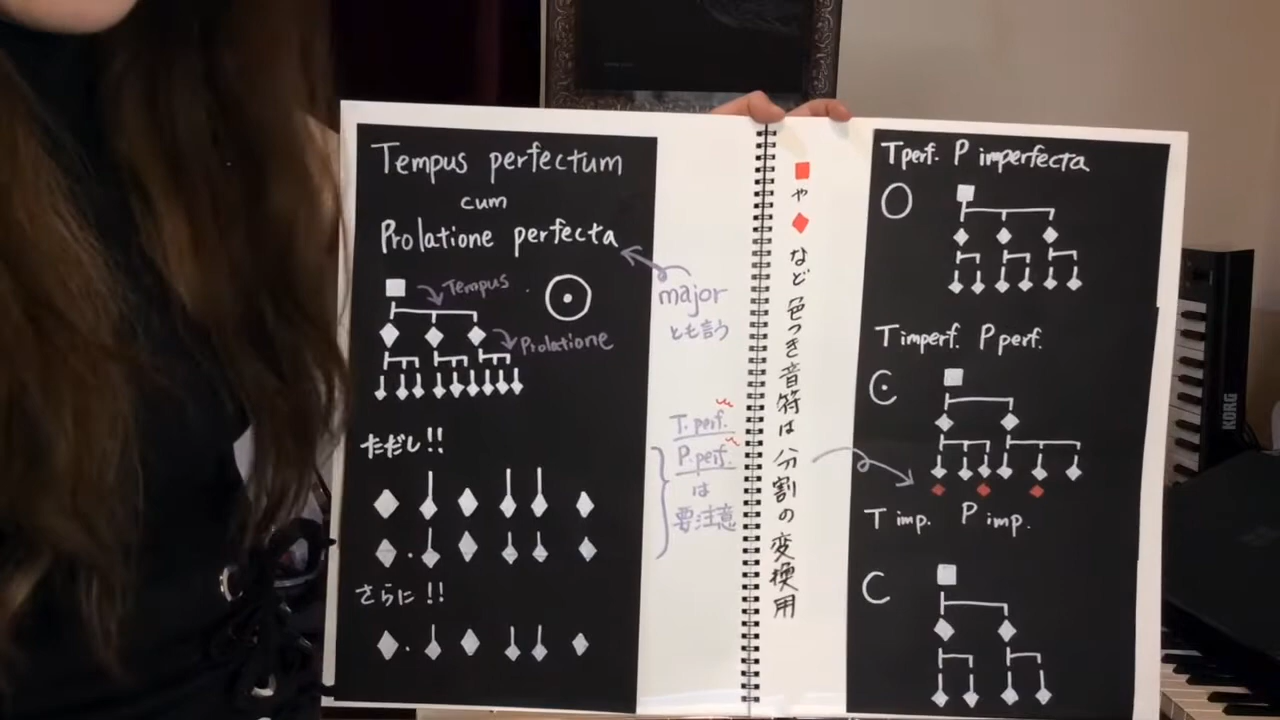 Tempus perfectum
cum
Prolatione perfecta
Tempus
Prolatione
major
とも言う
ただし!!
T.perf.
P.perf.
は
要注意
さらに!!
や
など色つき音符は分割の変換用
Tperf. P imperfecta
T imperf. P perf.
T imp. P imp.
KORG